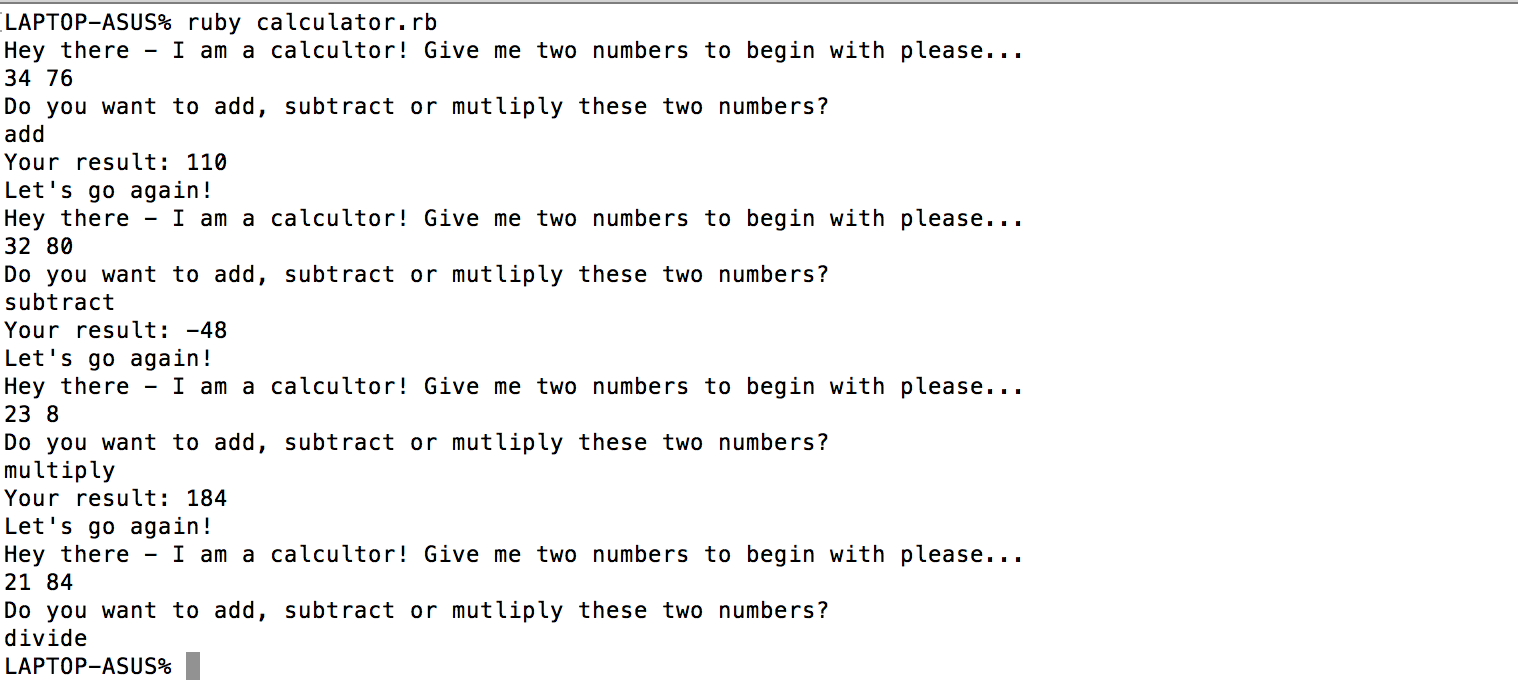 LAPTOP-ASUS% ruby calculator.rb
Hey there - I am a calcultor! Give me two numbers to begin with please...
34 76
Do you want to add, subtract or mutliply these two numbers?
add
Your result: 110
Let's go again!
Hey there - I am a calcultor! Give me two numbers to begin with please...
32 80
Do you want to add, subtract or mutliply these two numbers?
subtract
Your result: -48
Let's go again!
Hey there - I am a calcultor! Give me two numbers to begin with please...
23 8
Do you want to add, subtract or mutliply these two numbers?
multiply
Your result: 184
Let's go again!
Hey there - I am a calcultor! Give me two numbers to begin with please...
21 84
Do you want to add, subtract or mutliply these two numbers?
divide
LAPTOP-ASUS%